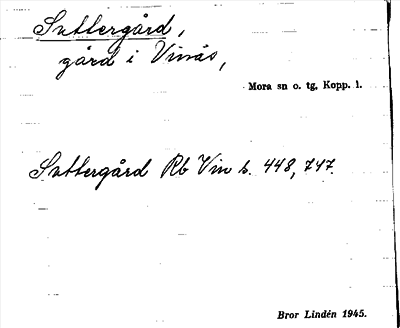 Suttergård,
gård i Vinäs,
Mora sn o. tg, Kopp. l.
Suttergård Rb Vin s. 448, 747.
Bror Lindén 1945.